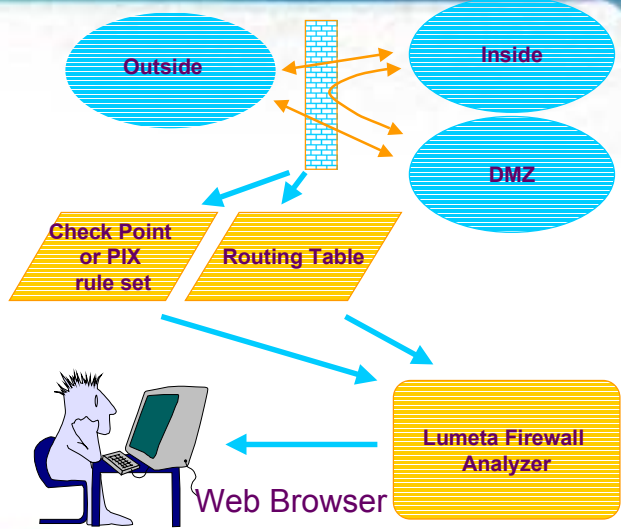 Outside
Inside
DMZ
Check Point
or PIX
rule set
Routing Table
Lumeta Firewall
Analyzer
Web Browser